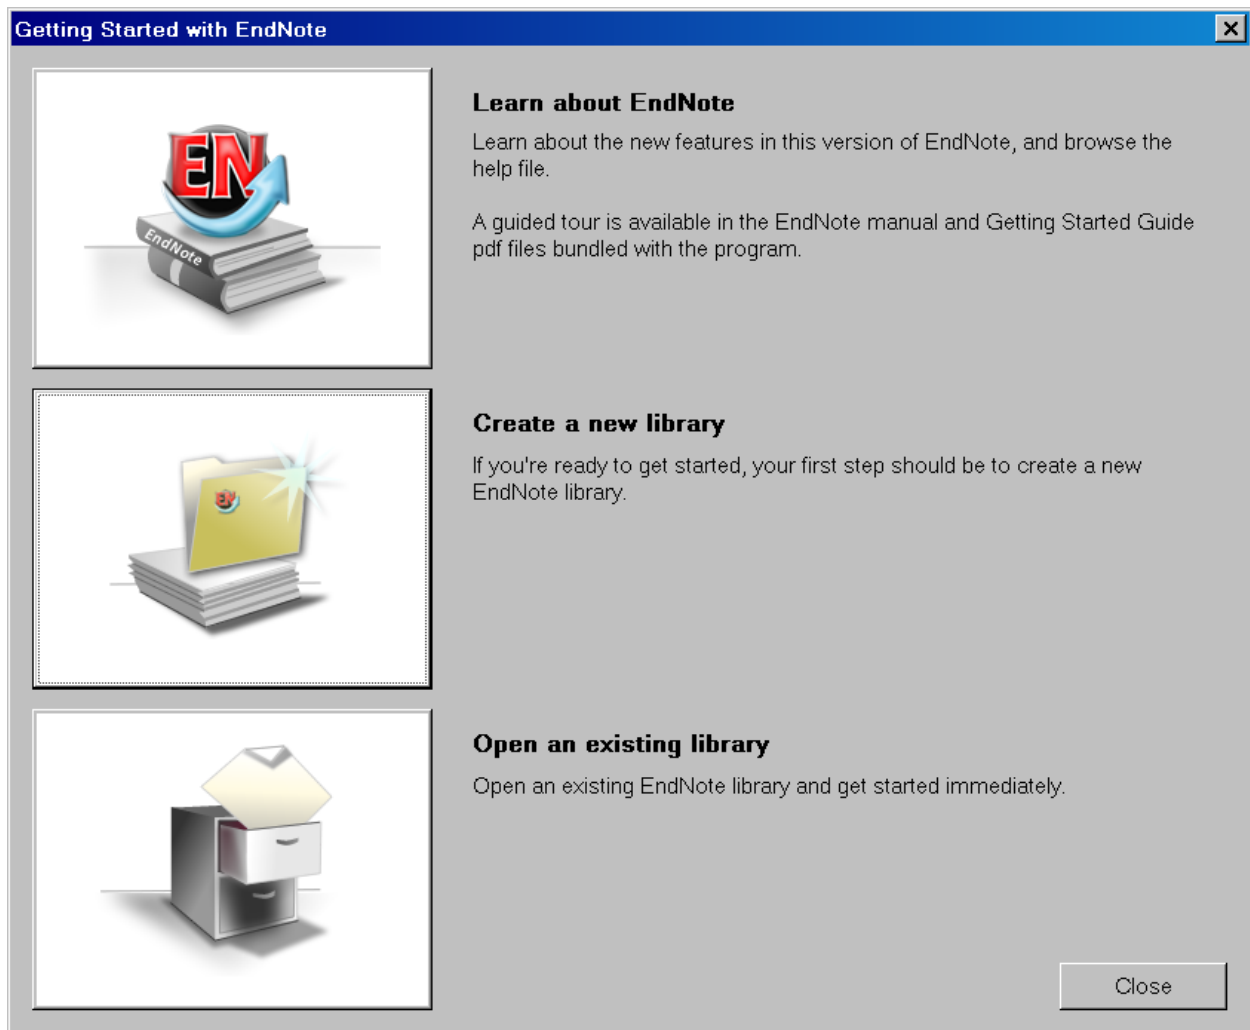 Getting Started with EndNote
EN
EndNote
Learn about EndNote
Learn about the new features in this version of EndNote, and browse the
help file.
A guided tour is available in the EndNote manual and Getting Started Guide
pdf files bundled with the program.
EN
Create a new library
If you're ready to get started, your first step should be to create a new
EndNote library.
Open an existing library
Open an existing EndNote library and get started immediately.
Close